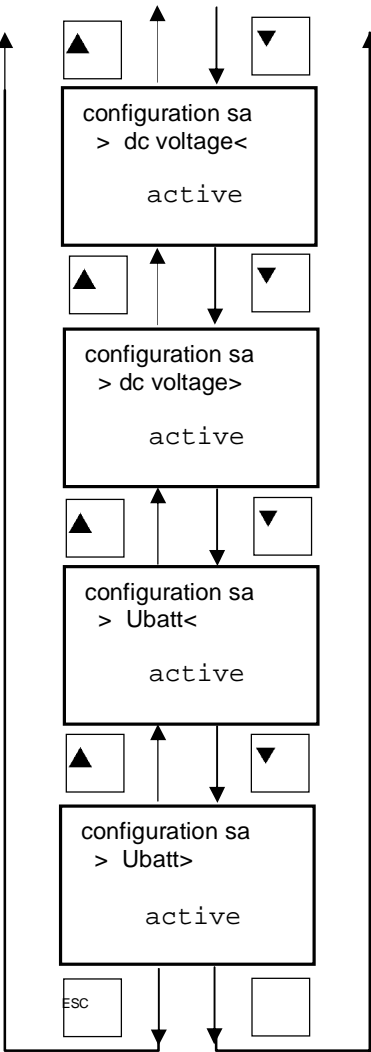 ▲ ▼
configuration sa
> dc voltage<
active
▲ ▼
configuration sa
> dc voltage>
active
▲ ▼
configuration sa
> Ubatt<
active
▲ ▼
configuration sa
> Ubatt>
active
ESC